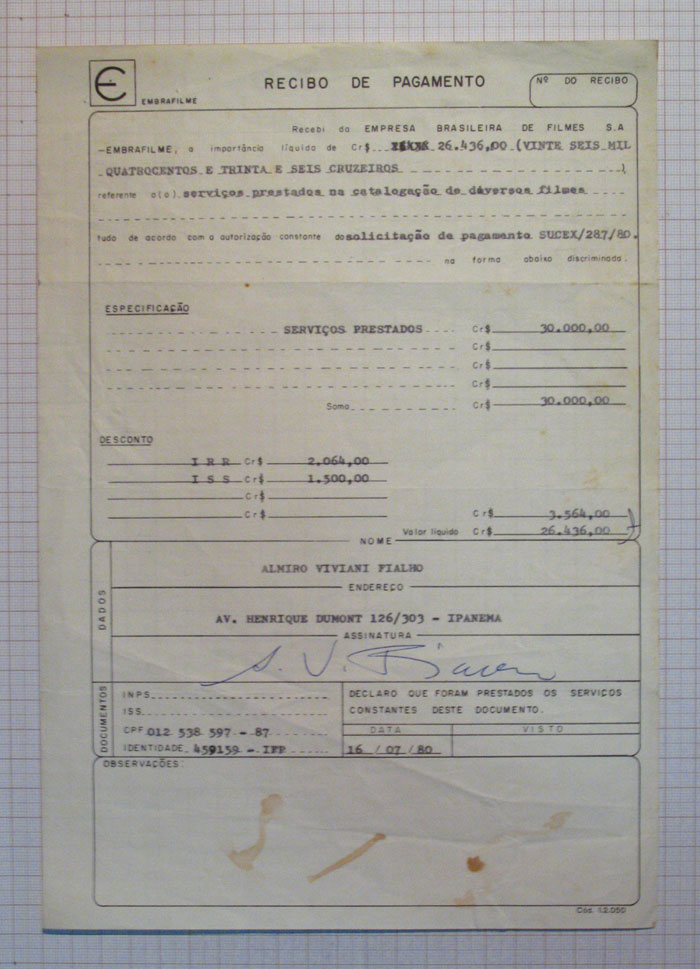 EMBRAFILME
RECIBO DE PAGAMENTO
Nº DO RECIBO
Recebi da EMPRESA BRASILEIRA DE FILMES S.A.
—EMBRAFILME, a importância líquida de Cr$ 26.436,00 (VINTE SEIS MIL
QUATROCENTOS E TRINTA E SEIS CRUZEIROS )
referente a(o) serviços prestados na catalogação de diversos filmes
tudo de acordo com a autorização constante do solicitação de pagamento SUCEX/287/80.
na forma abaixo discriminada.
ESPECIFICAÇÃO
SERVIÇOS PRESTADOS Cr$ 30.000,00
Cr$
Cr$
Cr$
Soma Cr$ 30.000,00
DESCONTO
I R R Cr$ 2.064,00
I S S Cr$ 1.500,00
Cr$
Cr$ Cr$ 3.564,00
Valor líquido Cr$ 26.436,00
NOME
ALMIRO VIVIANI FIALHO
ENDEREÇO
AV. HENRIQUE DUMONT 126/303 - IPANEMA
ASSINATURA
DADOS
DOCUMENTOS
INPS
ISS
CPF 012 538 597 - 87
IDENTIDADE 459159 - IFP
DECLARO QUE FORAM PRESTADOS OS SERVIÇOS
CONSTANTES DESTE DOCUMENTO.
DATA VISTO
16 / 07 / 80
OBSERVAÇÕES:
Cód. 12.050